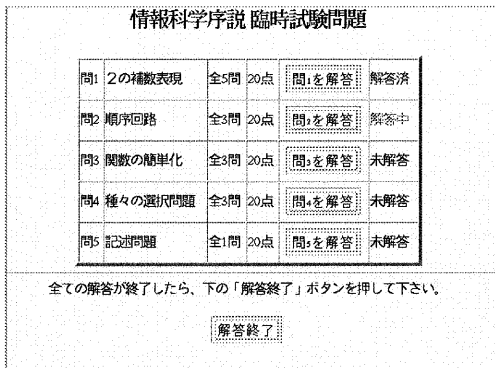 情報科学序説 臨時試験問題
問1 2の補数表現 全5問 20点 問1を解答 解答済
問2 順序回路 全3問 20点 問2を解答 解答中
問3 関数の簡単化 全3問 20点 問3を解答 未解答
問4 種々の選択問題 全3問 20点 問4を解答 未解答
問5 記述問題 全1問 20点 問5を解答 未解答
全ての解答が終了したら、下の「解答終了」ボタンを押して下さい。
解答終了